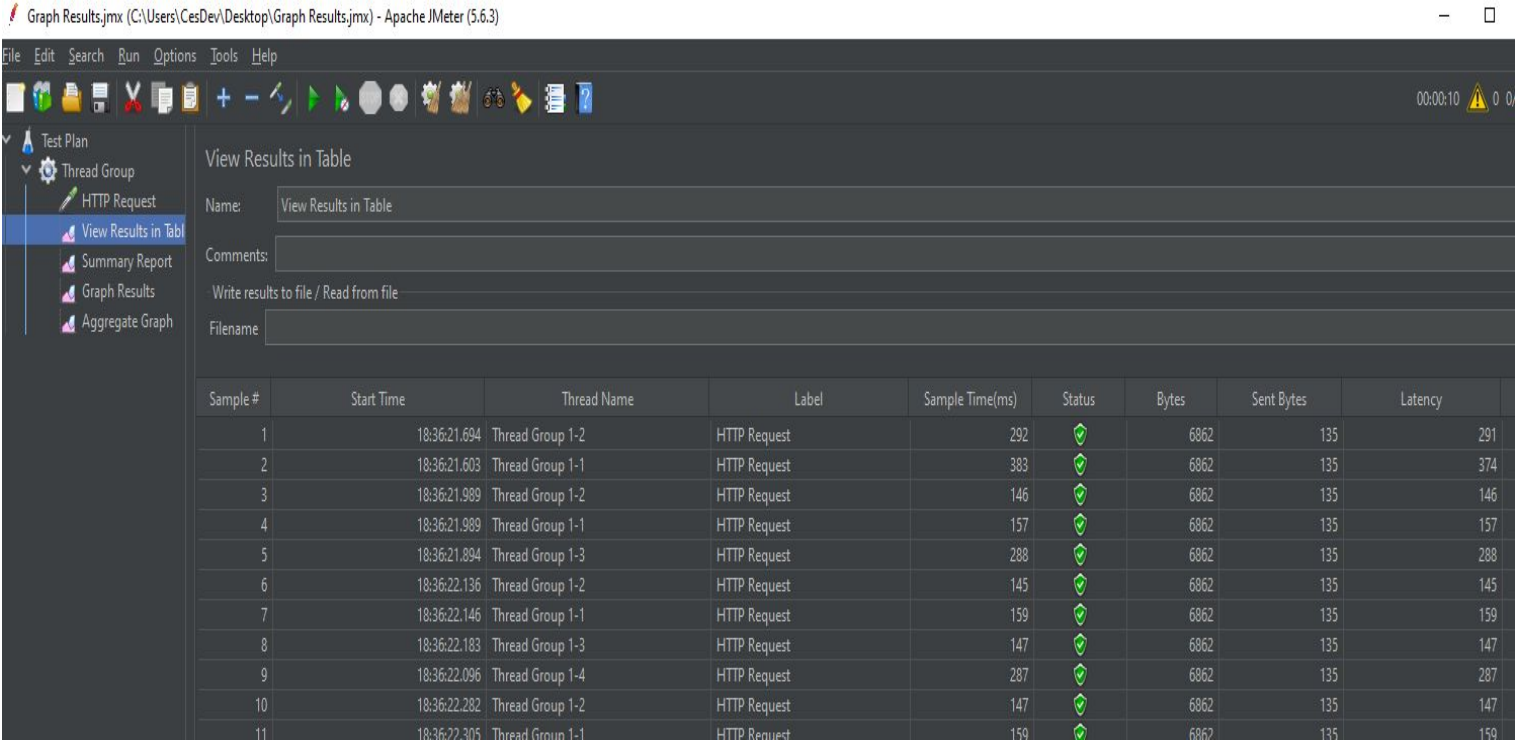 Graph Results.jmx (C:\Users\CesDev\Desktop\Graph Results.jmx) - Apache JMeter (5.6.3)
File Edit Search Run Options Tools Help
00:00:10 0 0/
Test Plan
Thread Group
HTTP Request
View Results in Tabl
Summary Report
Graph Results
Aggregate Graph
View Results in Table
Name: View Results in Table
Comments:
Write results to file / Read from file
Filename
Sample # Start Time Thread Name Label Sample Time(ms) Status Bytes Sent Bytes Latency
1 18:36:21.694 Thread Group 1-2 HTTP Request 292 6862 135 291
2 18:36:21.603 Thread Group 1-1 HTTP Request 383 6862 135 374
3 18:36:21.989 Thread Group 1-2 HTTP Request 146 6862 135 146
4 18:36:21.989 Thread Group 1-1 HTTP Request 157 6862 135 157
5 18:36:21.894 Thread Group 1-3 HTTP Request 288 6862 135 288
6 18:36:22.136 Thread Group 1-2 HTTP Request 145 6862 135 145
7 18:36:22.146 Thread Group 1-1 HTTP Request 159 6862 135 159
8 18:36:22.183 Thread Group 1-3 HTTP Request 147 6862 135 147
9 18:36:22.096 Thread Group 1-4 HTTP Request 287 6862 135 287
10 18:36:22.282 Thread Group 1-2 HTTP Request 147 6862 135 147
11 18:36:22.305 Thread Group 1-1 HTTP Request 159 6862 135 159